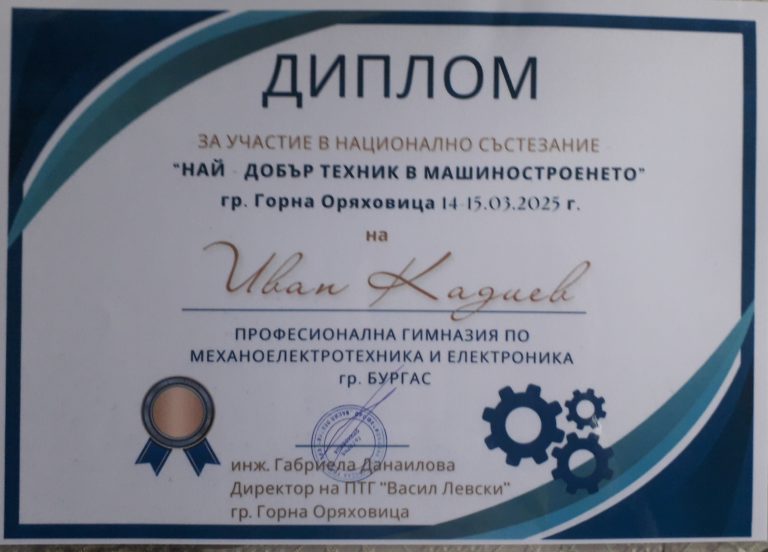 ДИПЛОМ
ЗА УЧАСТИЕ В НАЦИОНАЛНО СЪСТЕЗАНИЕ
"НАЙ - ДОБЪР ТЕХНИК В МАШИНОСТРОЕНЕТО"
гр. Горна Оряховица 14-15.03.2025 г.
на
Иван Кадиев
ПРОФЕСИОНАЛНА ГИМНАЗИЯ ПО
МЕХАНОЕЛЕКТРОТЕХНИКА И ЕЛЕКТРОНИКА
гр. БУРГАС
инж. Габриела Данаилова
Директор на ПТГ "Васил Левски"
гр. Горна Оряховица